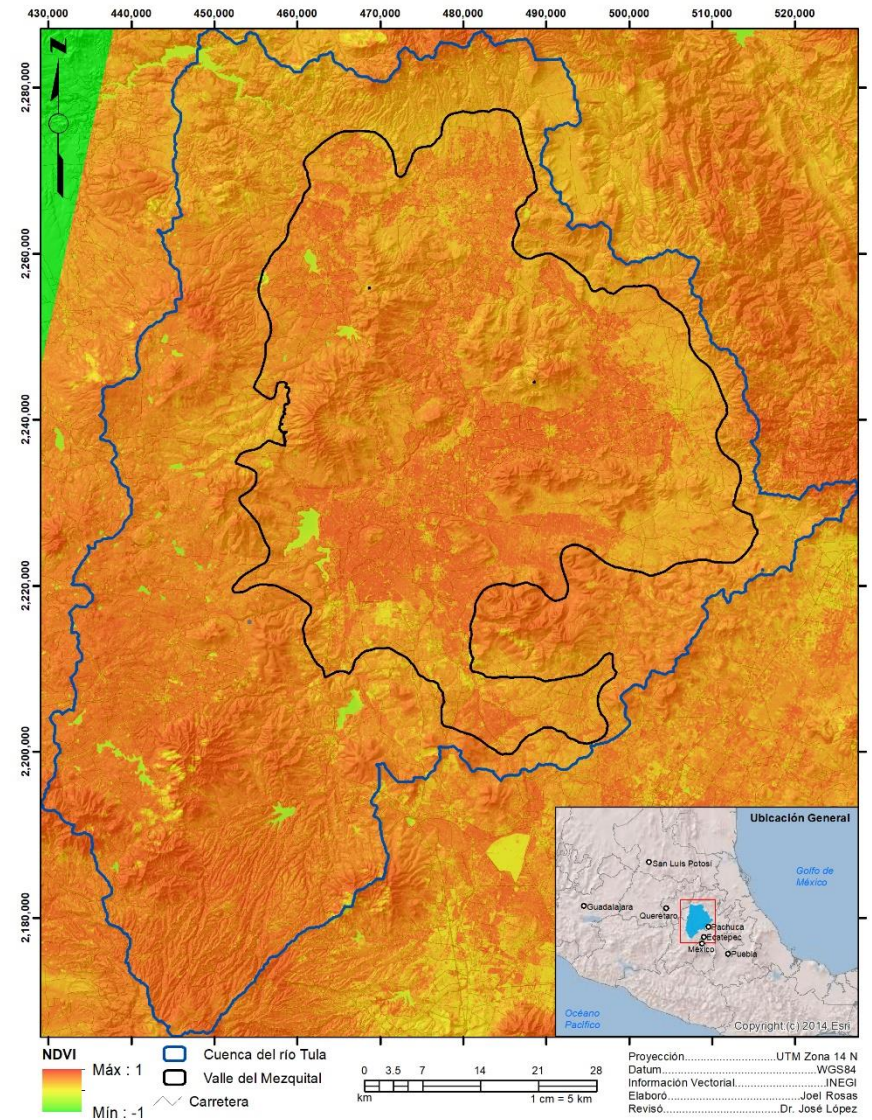 430,000 440,000 450,000 460,000 470,000 480,000 490,000 500,000 510,000 520,000
2,280,000
2,260,000
2,240,000
2,220,000
2,200,000
2,180,000
N
Ubicación General
San Luis Potosí
Golfo de
México
Guadalajara
Querétaro
Pachuca
Ecatepec
México
Puebla
Océano
Pacífico
Copyright:(c) 2014 Esri
NDVI
Máx : 1
Mín : -1
Cuenca del río Tula
Valle del Mezquital
Carretera
0 3.5 7 14 21 28
km
1 cm = 5 km
Proyección...................UTM Zona 14 N
Datum...................WGS84
Información Vectorial...................INEGI
Elaboró...................Joel Rosas
Revisó...................Dr. José López